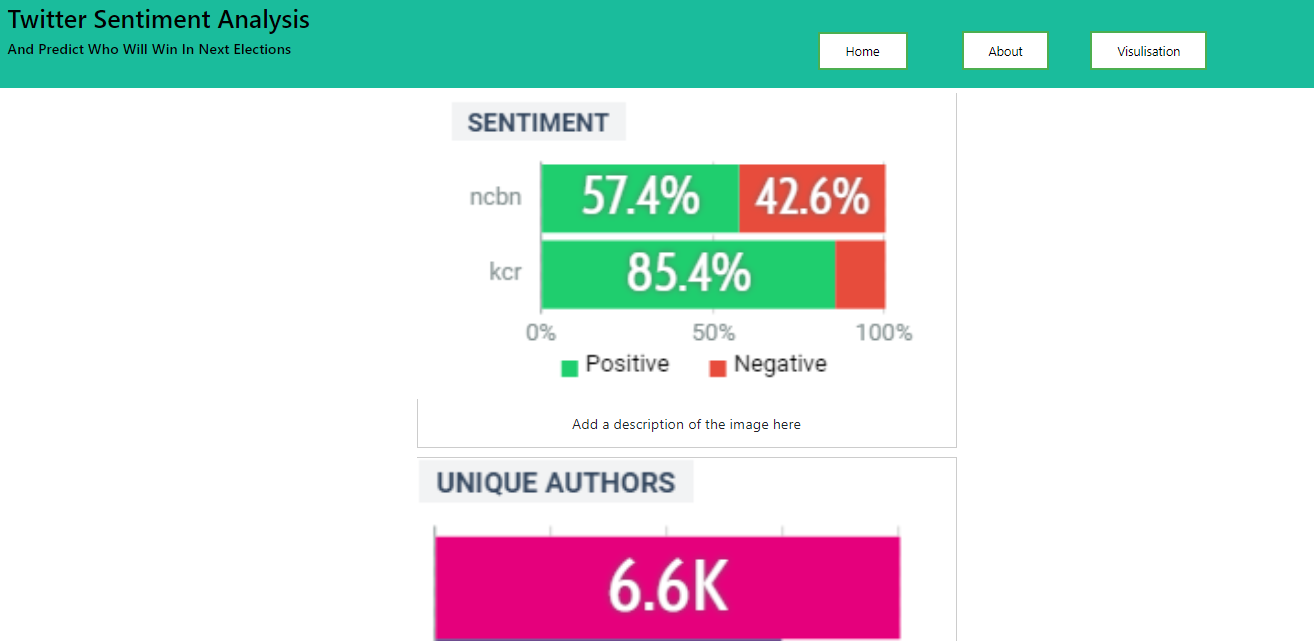 Twitter Sentiment Analysis
And Predict Who Will Win In Next Elections
Home About Visulisation
SENTIMENT
ncbn 57.4% 42.6%
kcr 85.4%
0% 50% 100%
Positive Negative
Add a description of the image here
UNIQUE AUTHORS
6.6K